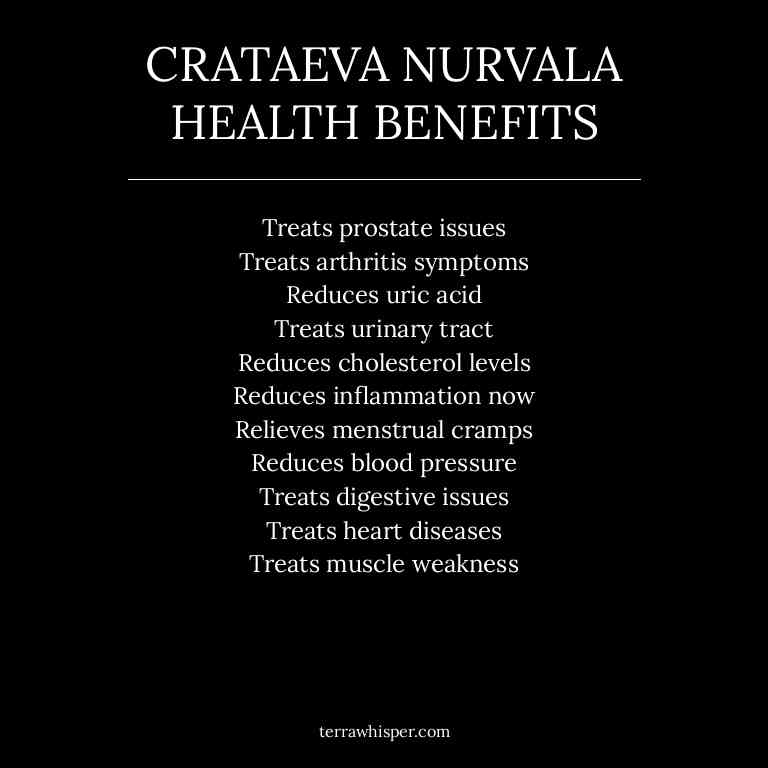 CRATAEVA NURVALA
HEALTH BENEFITS
Treats prostate issues
Treats arthritis symptoms
Reduces uric acid
Treats urinary tract
Reduces cholesterol levels
Reduces inflammation now
Relieves menstrual cramps
Reduces blood pressure
Treats digestive issues
Treats heart diseases
Treats muscle weakness
terrawhisper.com